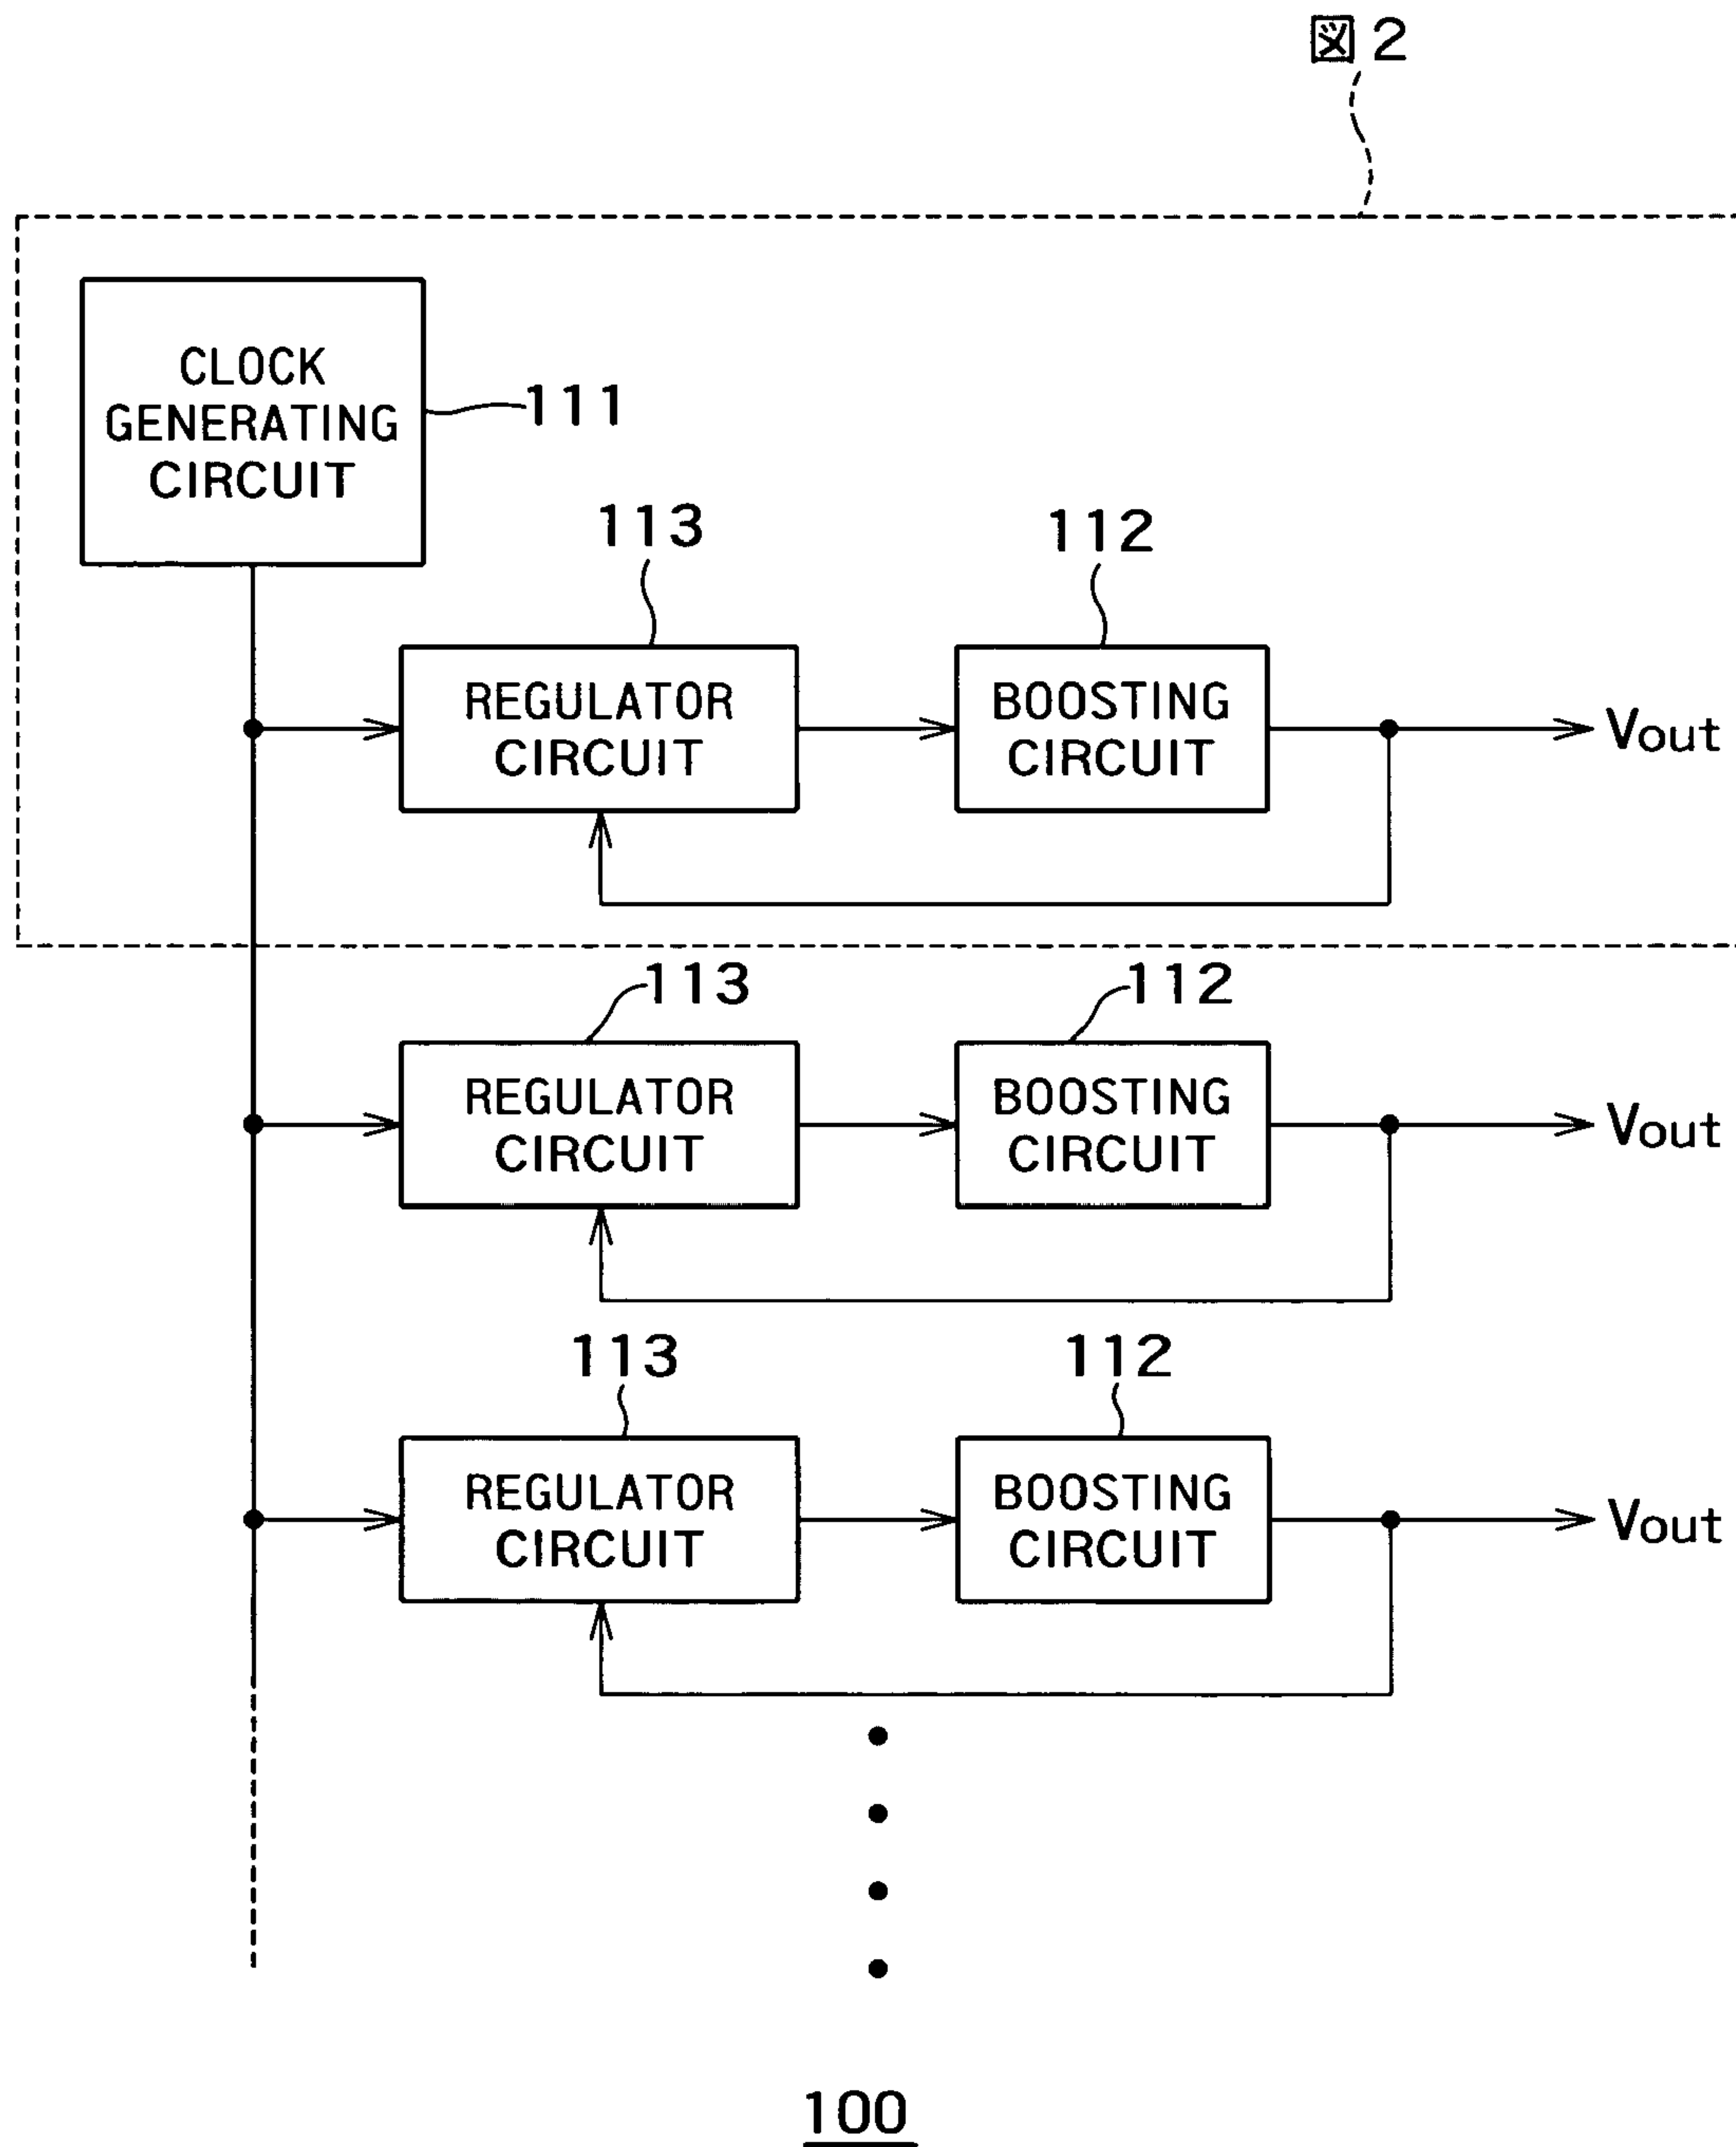 図2
CLOCK
GENERATING
CIRCUIT
111
113
112
REGULATOR
CIRCUIT
BOOSTING
CIRCUIT
Vout
113
112
REGULATOR
CIRCUIT
BOOSTING
CIRCUIT
Vout
113
112
REGULATOR
CIRCUIT
BOOSTING
CIRCUIT
Vout
100